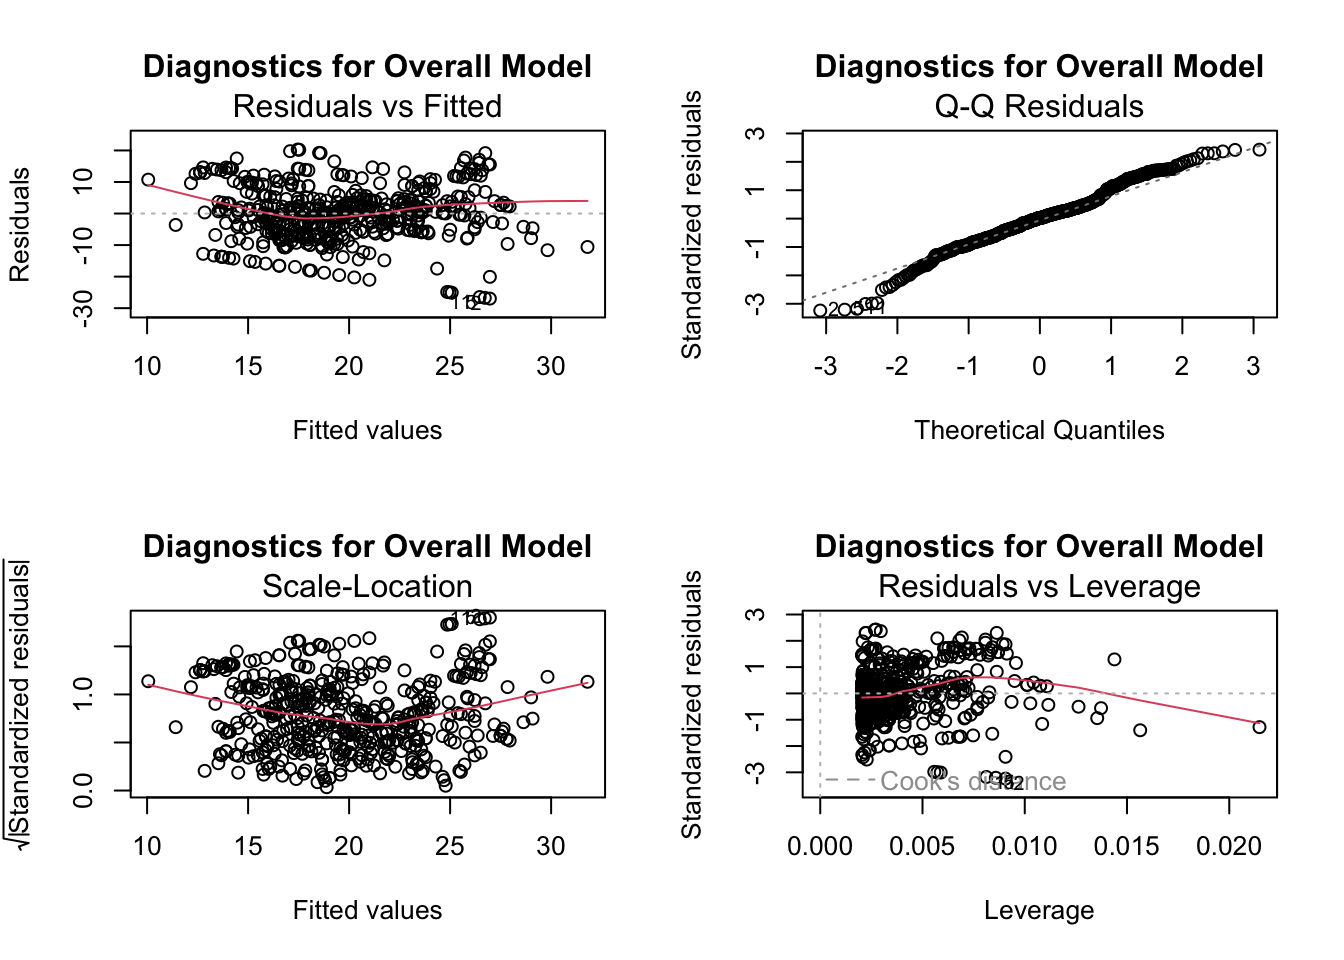 Diagnostics for Overall Model
Residuals vs Fitted
Residuals
10
-10
-30
10 15 20 25 30
Fitted values
Diagnostics for Overall Model
Q-Q Residuals
Standardized residuals
3
1
-1
-3
-3 -2 -1 0 1 2 3
Theoretical Quantiles
Diagnostics for Overall Model
Scale-Location
√|Standardized residuals|
1.0
0.0
10 15 20 25 30
Fitted values
Diagnostics for Overall Model
Residuals vs Leverage
Standardized residuals
3
1
-1
-3
Cook's distance
0.000 0.005 0.010 0.015 0.020
Leverage